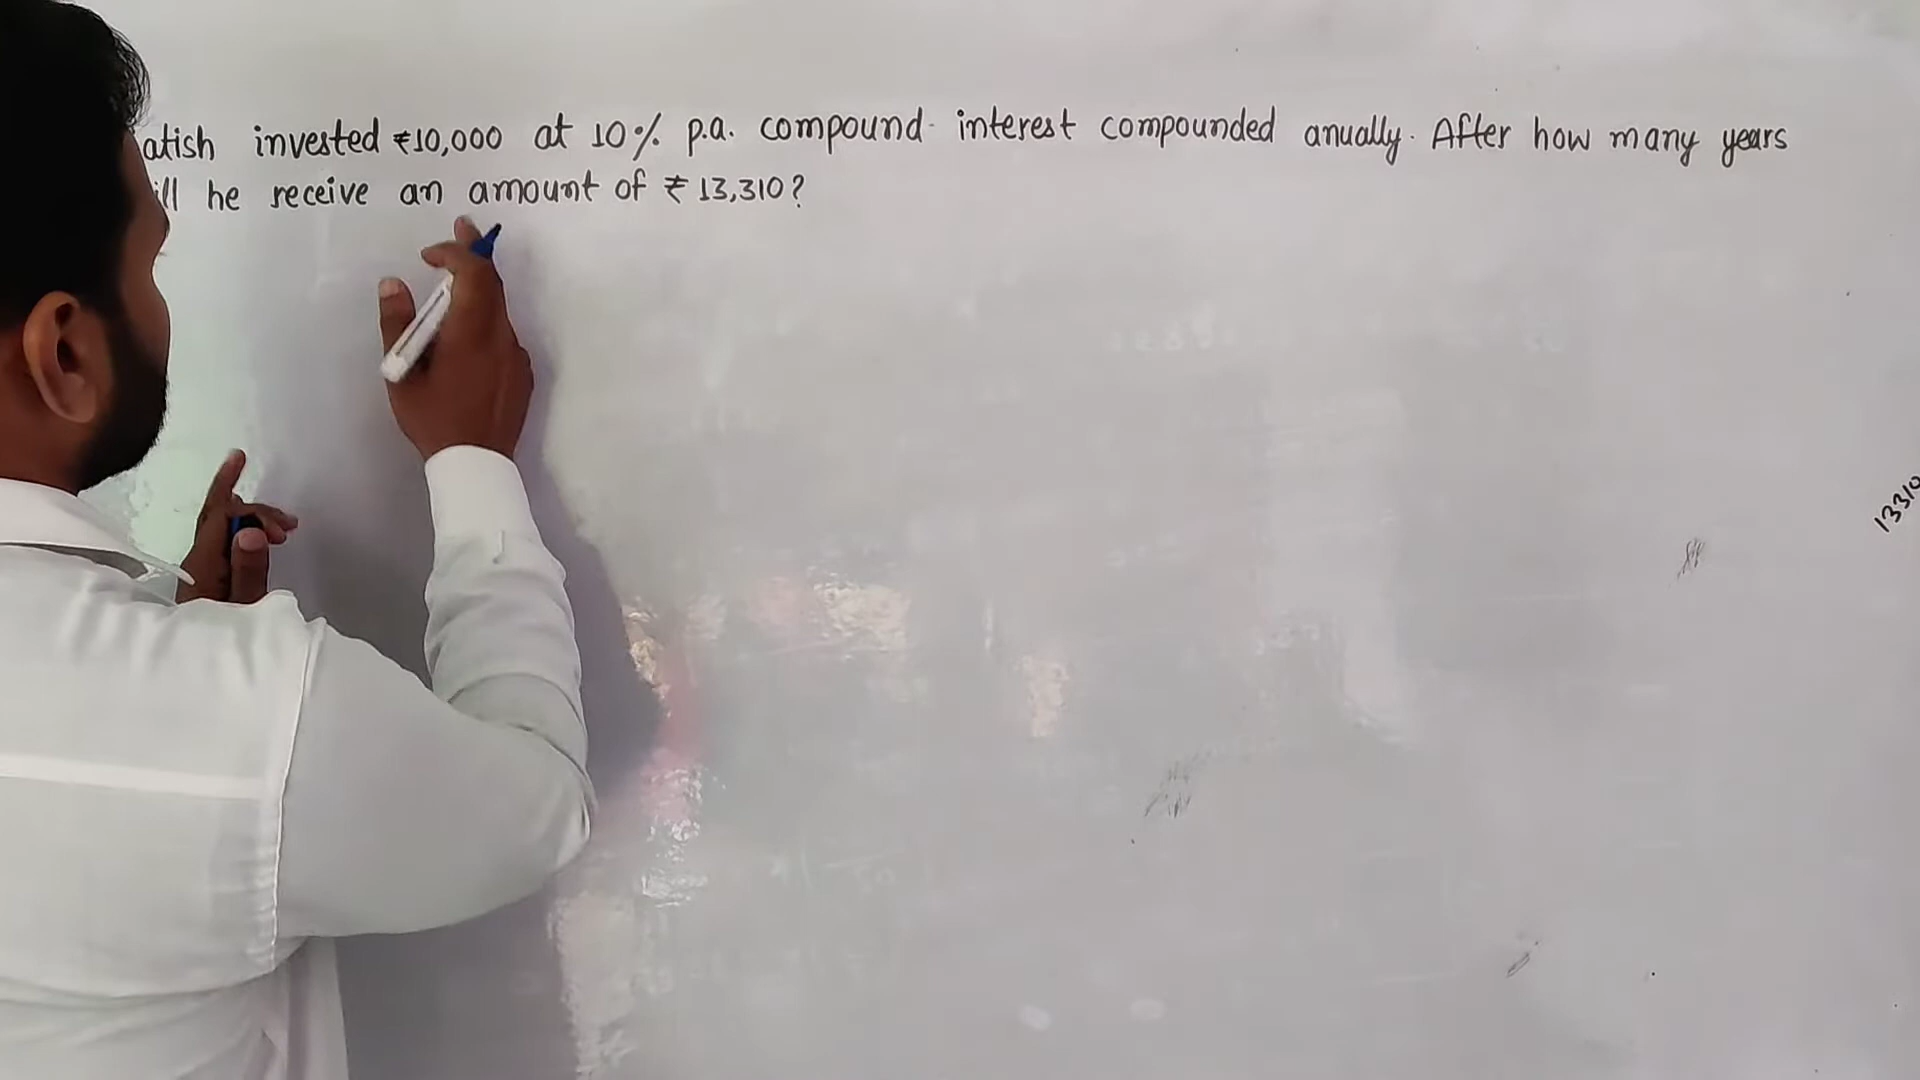 atish invested ₹10,000 at 10% p.a. compound interest compounded anually. After how many years
ill he receive an amount of ₹ 13,310?
13310